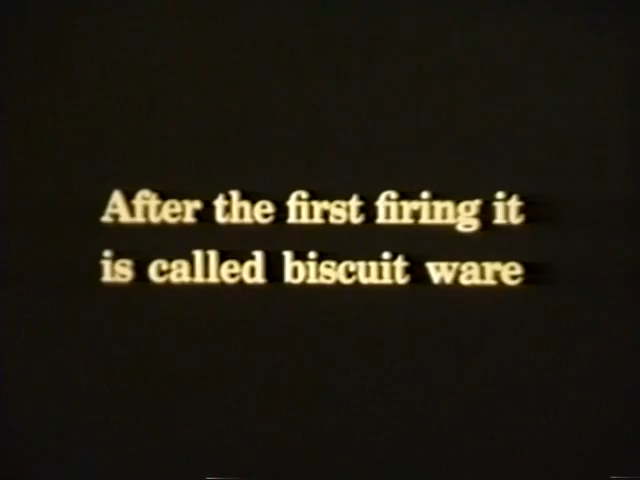 After the first firing it
is called biscuit ware